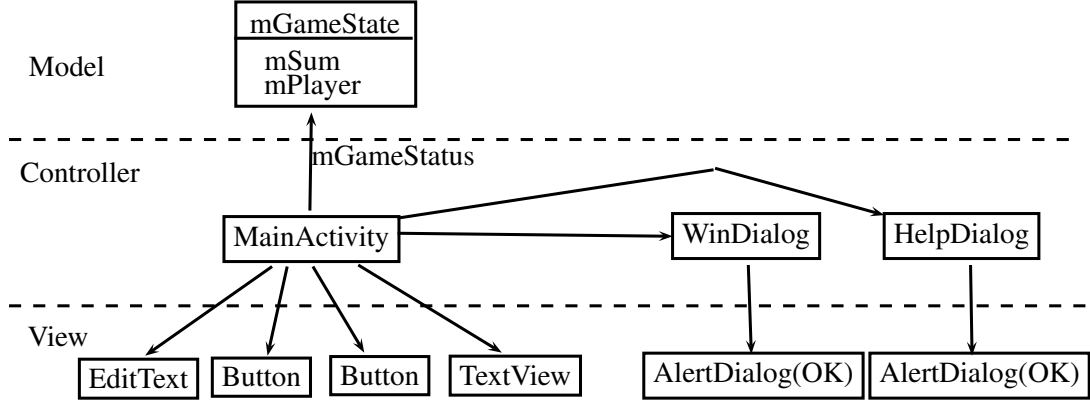 mGameState
Model
mSum
mPlayer
mGameStatus
Controller
MainActivity
WinDialog
HelpDialog
View
EditText
Button
Button
TextView
AlertDialog(OK)
AlertDialog(OK)